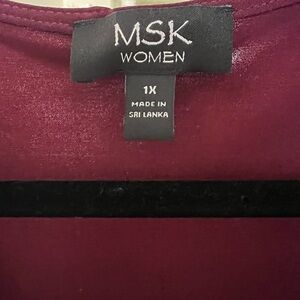 MSK
WOMEN
1X
MADE IN
SRI LANKA